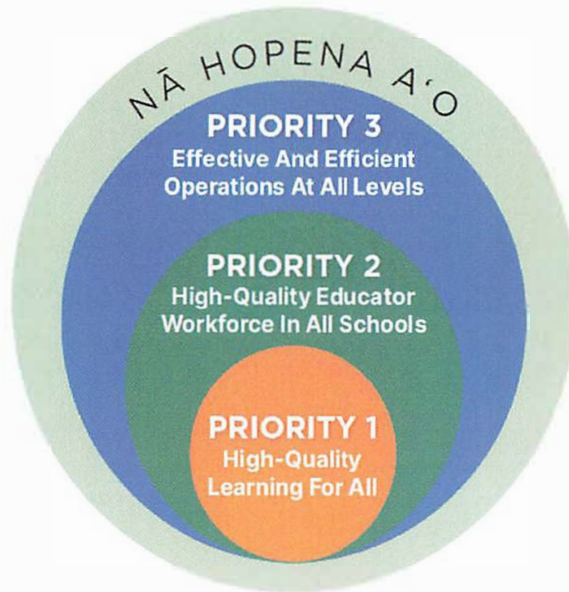 NĀ HOPENA AʻO
PRIORITY 3
Effective And Efficient
Operations At All Levels
PRIORITY 2
High-Quality Educator
Workforce In All Schools
PRIORITY 1
High-Quality
Learning For All